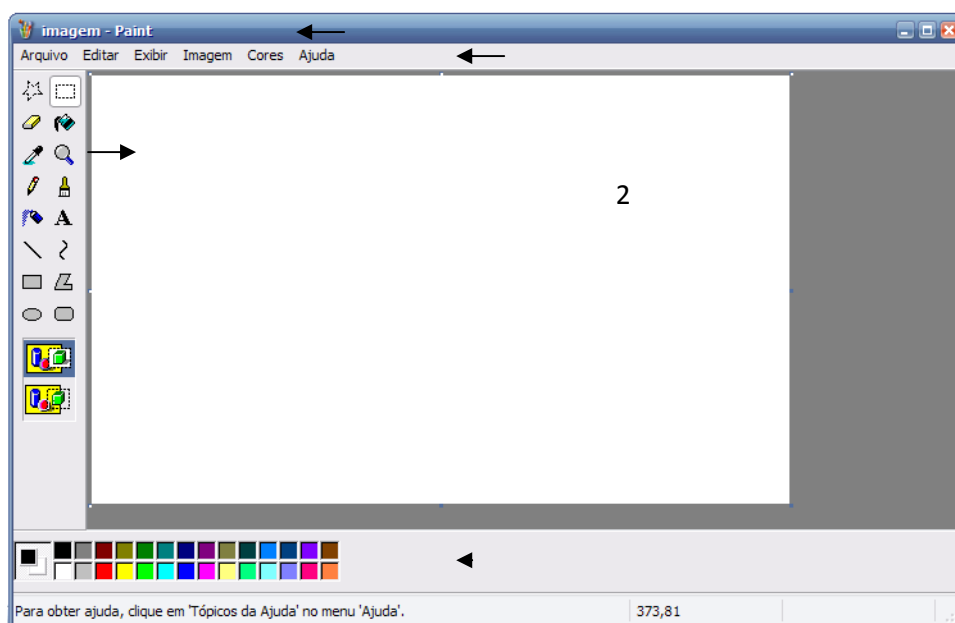 imagem - Paint
Arquivo Editar Exibir Imagem Cores Ajuda
A
2
Para obter ajuda, clique em 'Tópicos da Ajuda' no menu 'Ajuda'. 373,81